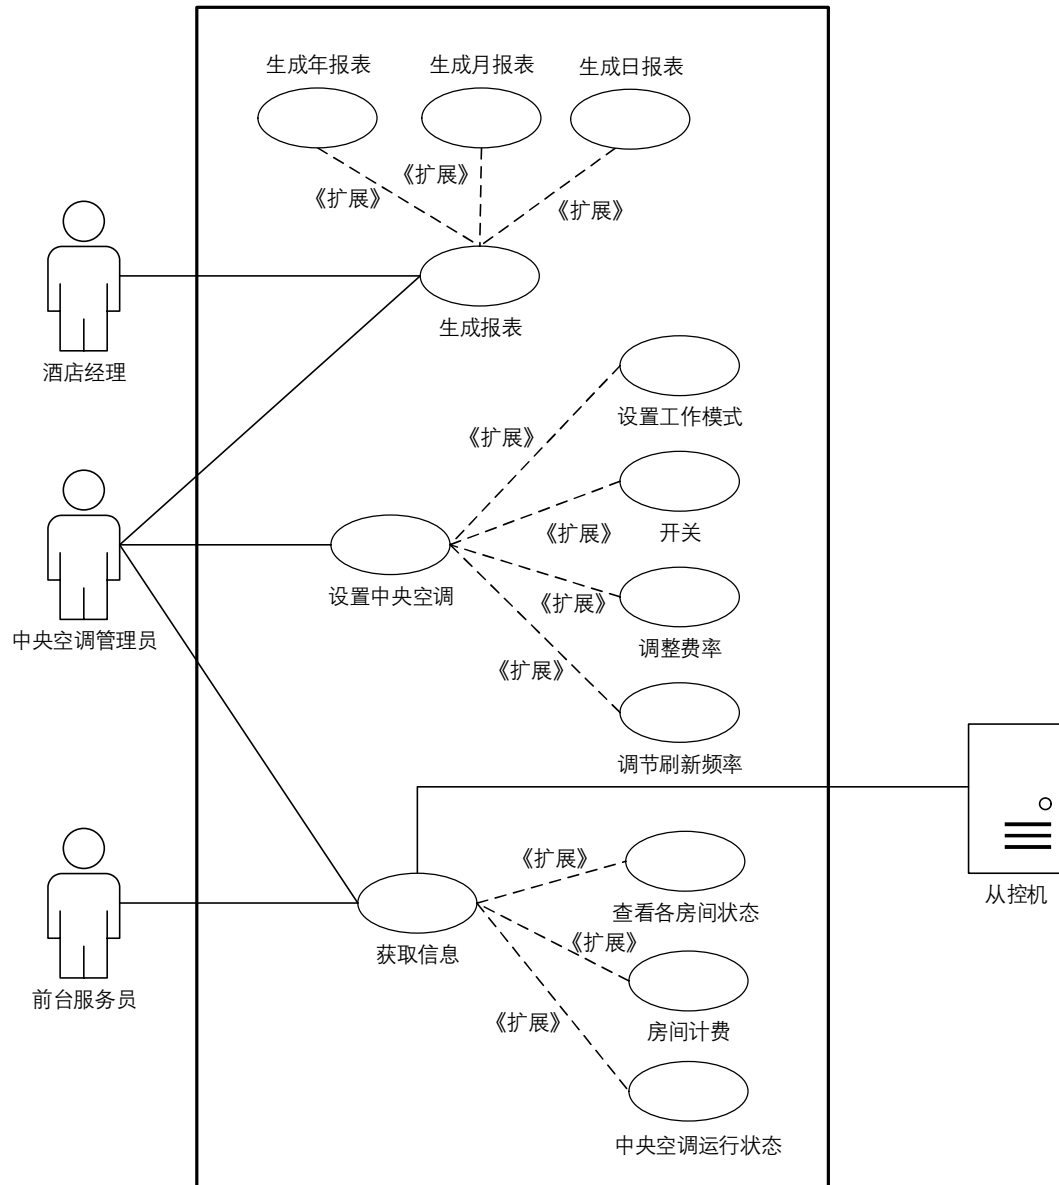 生成年报表
生成月报表
生成日报表
《扩展》
《扩展》
《扩展》
生成报表
酒店经理
设置工作模式
《扩展》
开关
《扩展》
设置中央空调
《扩展》
中央空调管理员
调整费率
《扩展》
调节刷新频率
《扩展》
从控机
查看各房间状态
《扩展》
获取信息
前台服务员
《扩展》
房间计费
中央空调运行状态